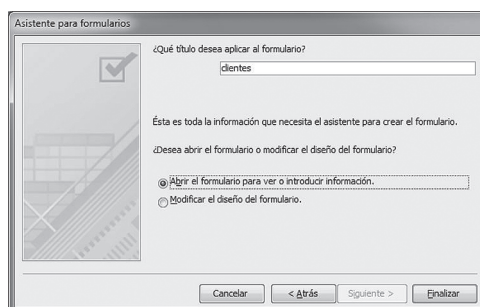 Asistente para formularios
¿Qué título desea aplicar al formulario?
clientes
Ésta es toda la información que necesita el asistente para crear el formulario.
¿Desea abrir el formulario o modificar el diseño del formulario?
Abrir el formulario para ver o introducir información.
Modificar el diseño del formulario.
Cancelar
< Atrás
Siguiente >
Finalizar